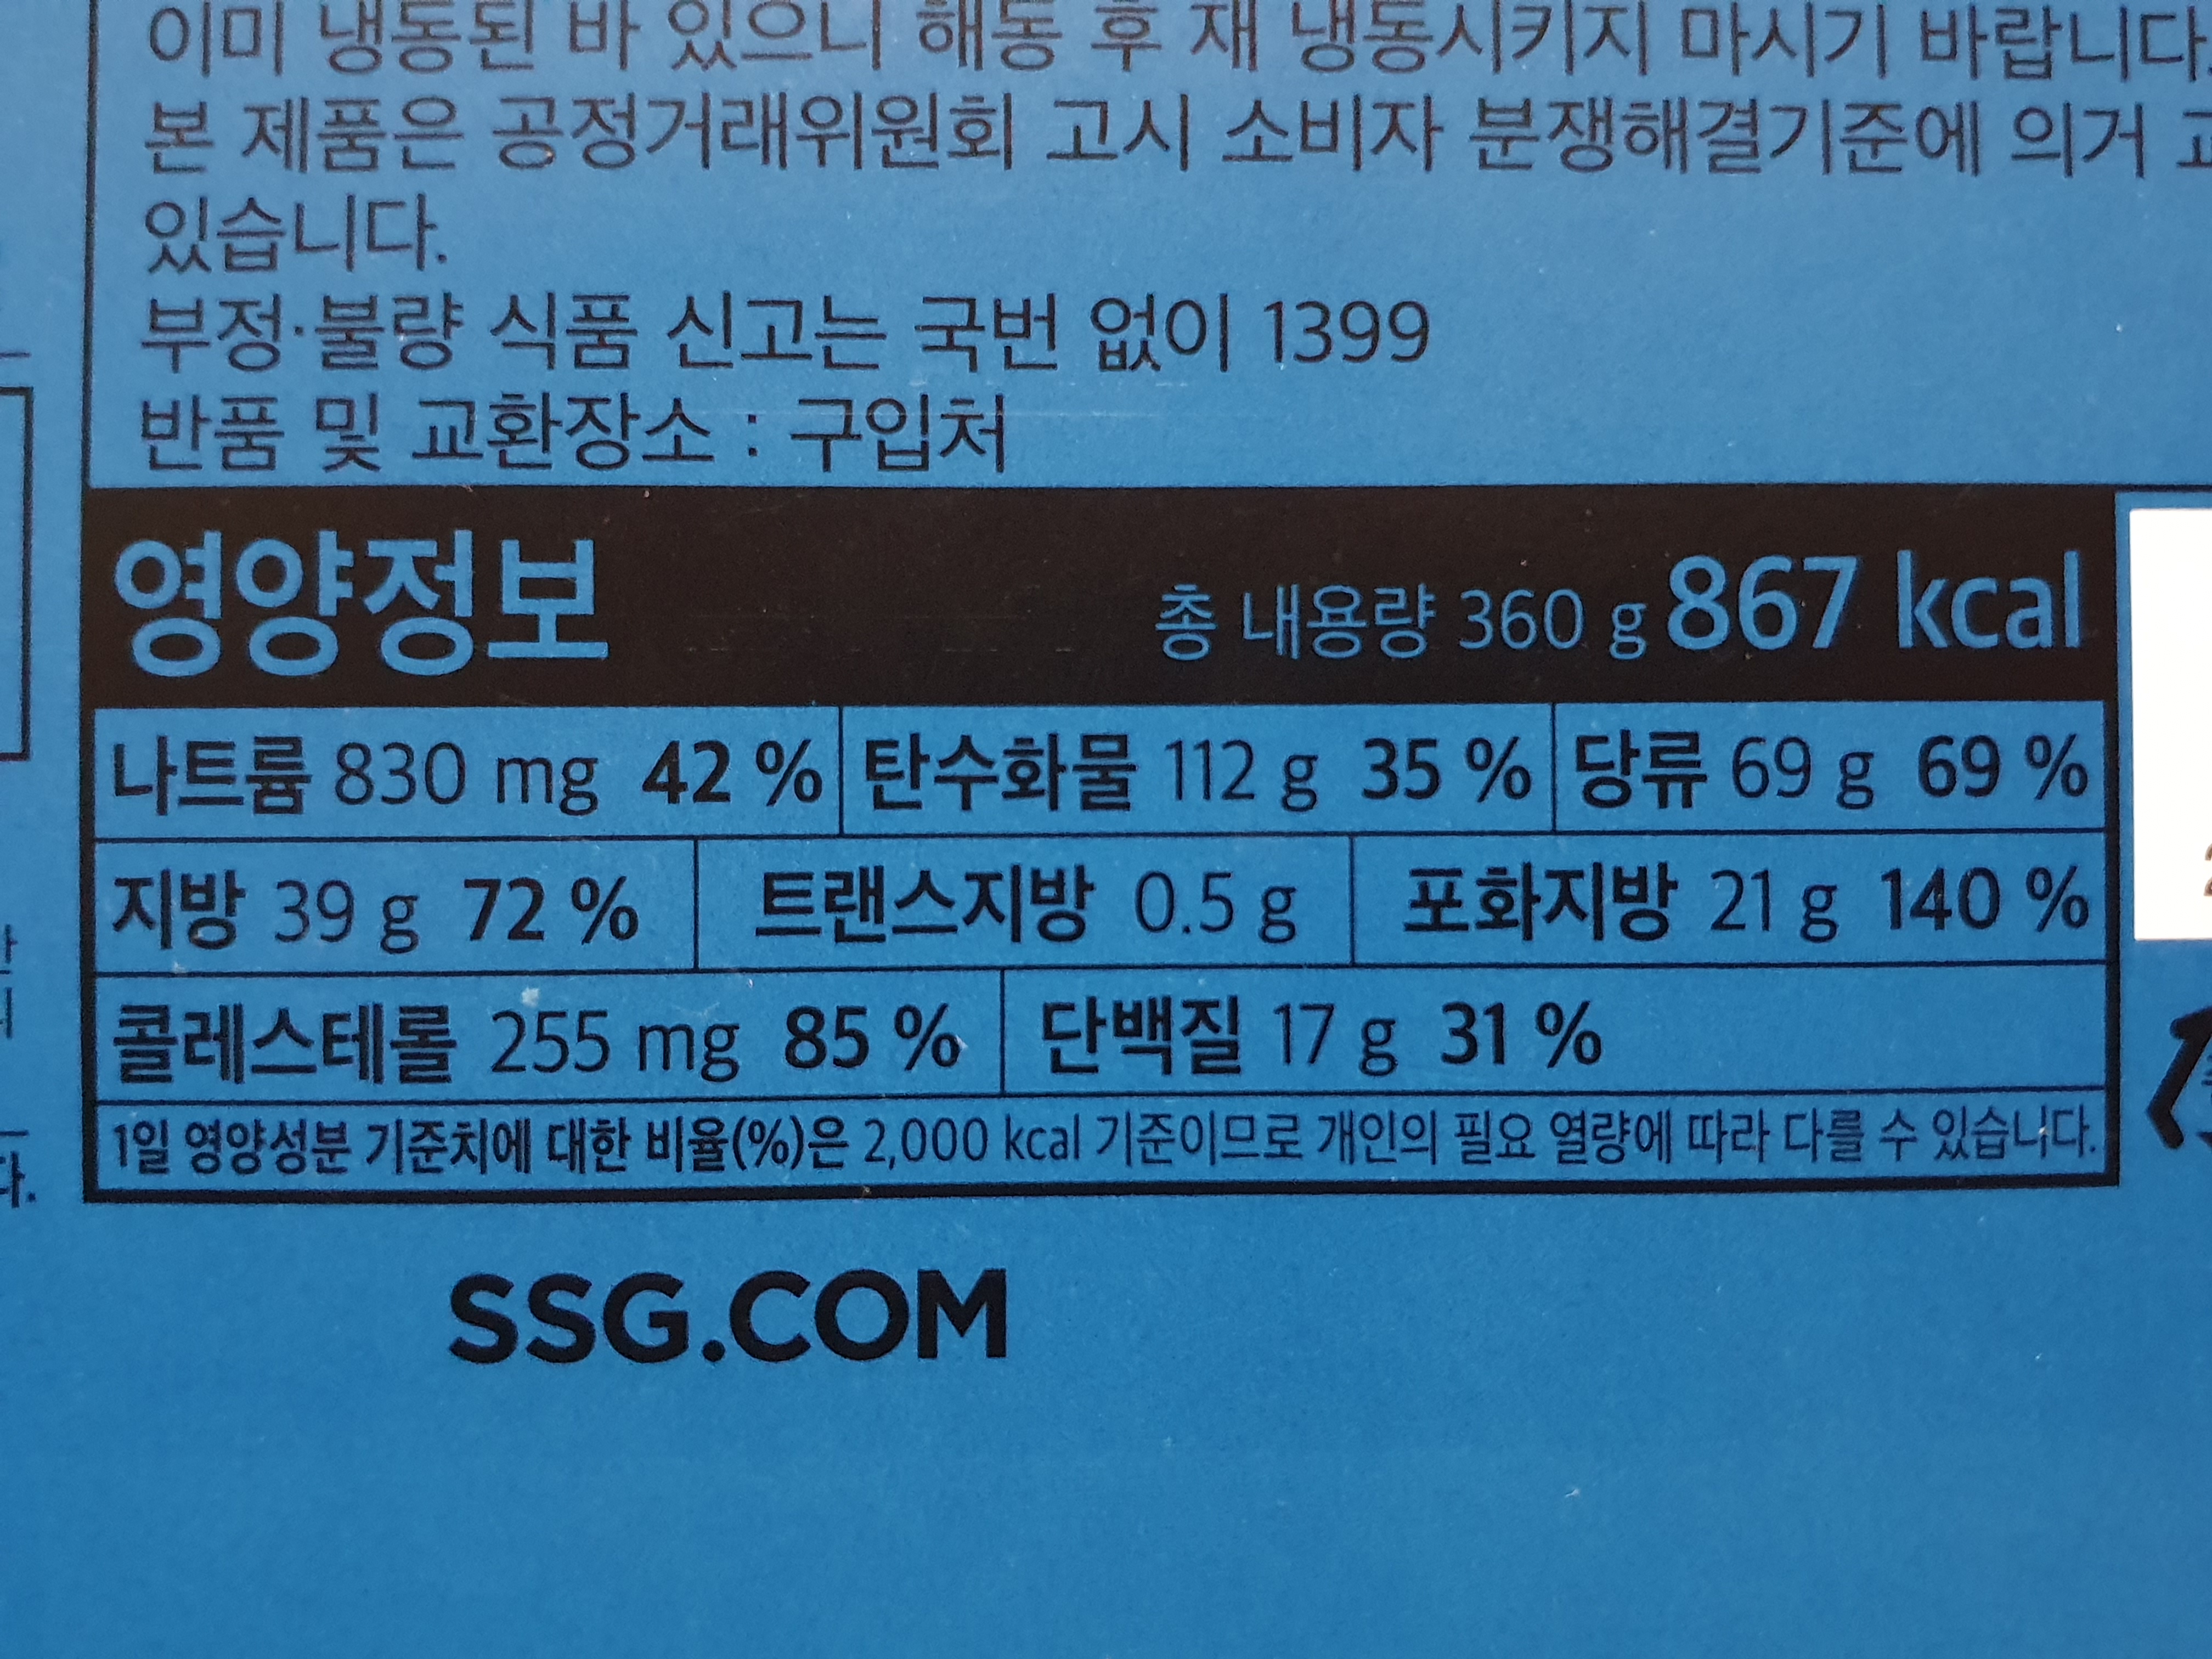 이미 냉동된 바 있으니 해동 후 재 냉동시키지 마시기 바랍니다.
본 제품은 공정거래위원회 고시 소비자 분쟁해결기준에 의거
있습니다.
부정·불량 식품 신고는 국번 없이 1399
반품 및 교환장소 : 구입처
영양정보 총 내용량 360 g 867 kcal
나트륨 830 mg 42 % 탄수화물 112 g 35 % 당류 69 g 69 %
지방 39 g 72 % 트랜스지방 0.5 g 포화지방 21 g 140 %
콜레스테롤 255 mg 85 % 단백질 17 g 31 %
1일 영양성분 기준치에 대한 비율(%)은 2,000 kcal 기준이므로 개인의 필요 열량에 따라 다를 수 있습니다.
SSG.COM